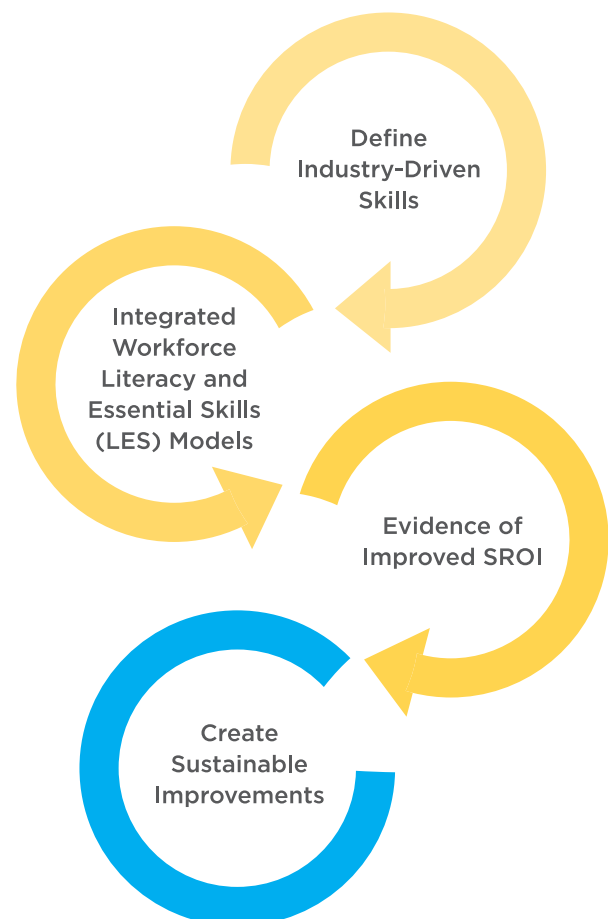 Define
Industry-Driven
Skills
Integrated
Workforce
Literacy and
Essential Skills
(LES) Models
Evidence of
Improved SROI
Create
Sustainable
Improvements